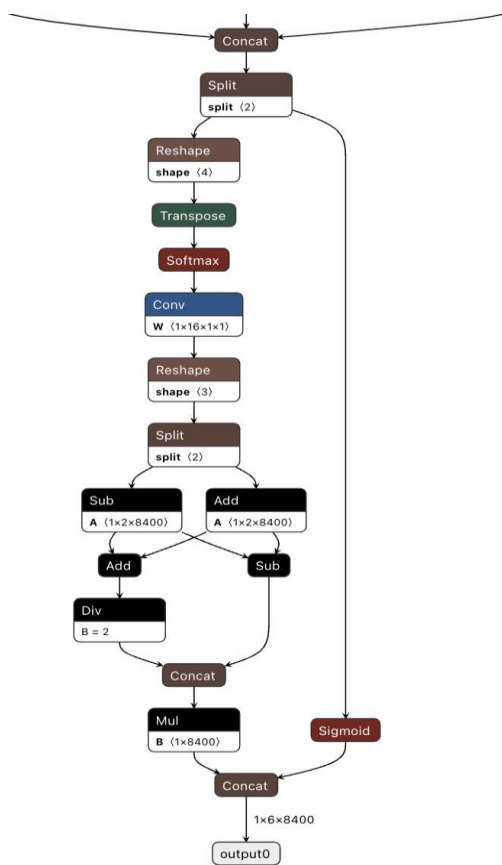 Concat
Split
split ⟨2⟩
Reshape
shape ⟨4⟩
Transpose
Softmax
Conv
W ⟨1×16×1×1⟩
Reshape
shape ⟨3⟩
Split
split ⟨2⟩
Sub
A ⟨1×2×8400⟩
Add
A ⟨1×2×8400⟩
Add
Sub
Div
B = 2
Concat
Mul
B ⟨1×8400⟩
Sigmoid
Concat
1×6×8400
output0